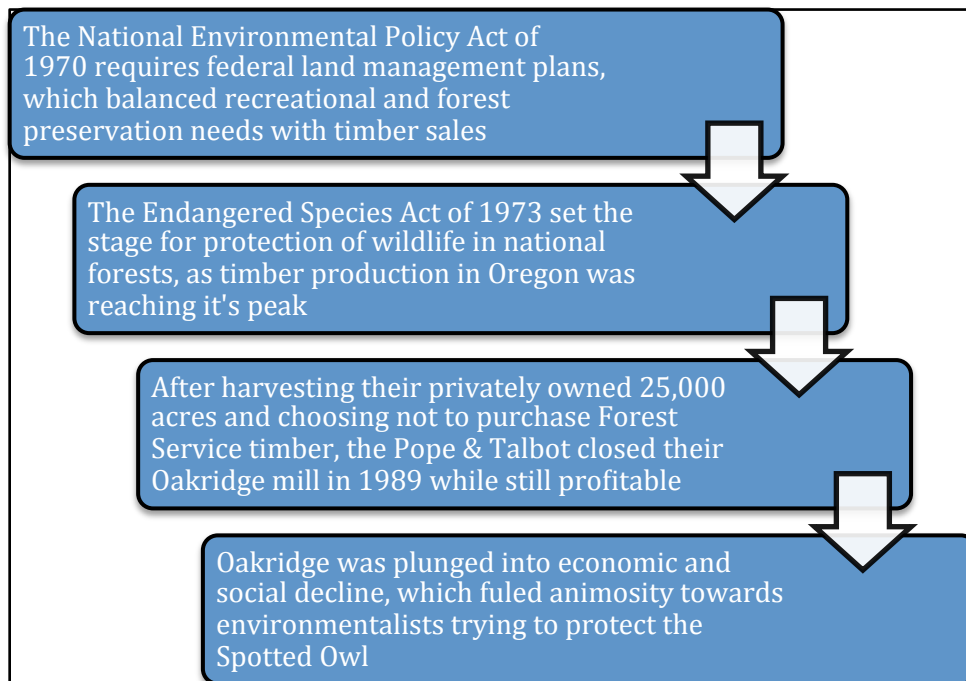 The National Environmental Policy Act of
1970 requires federal land management plans,
which balanced recreational and forest
preservation needs with timber sales
The Endangered Species Act of 1973 set the
stage for protection of wildlife in national
forests, as timber production in Oregon was
reaching it's peak
After harvesting their privately owned 25,000
acres and choosing not to purchase Forest
Service timber, the Pope & Talbot closed their
Oakridge mill in 1989 while still profitable
Oakridge was plunged into economic and
social decline, which fuled animosity towards
environmentalists trying to protect the
Spotted Owl